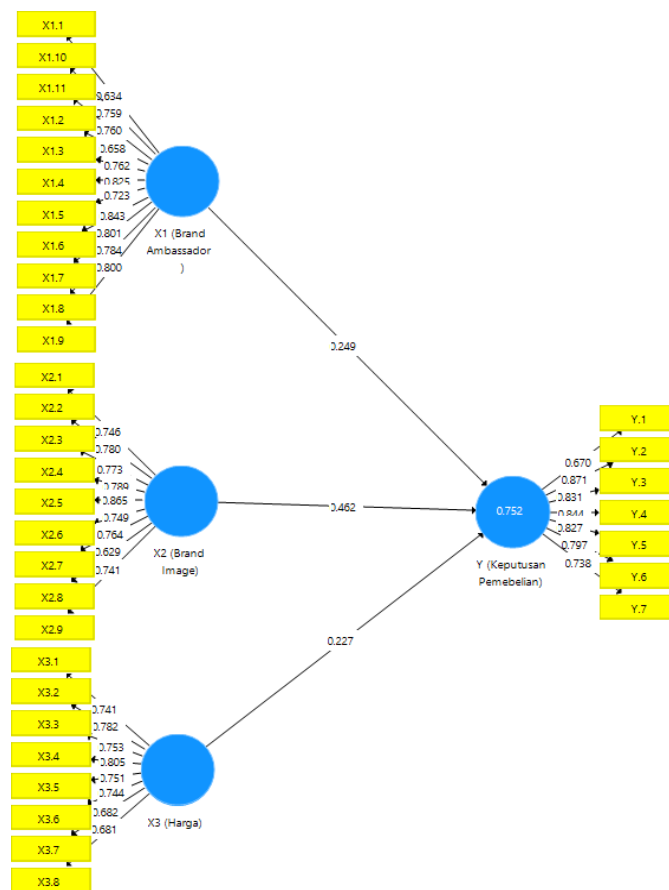 X1.1
X1.10
X1.11
X1.2
X1.3
X1.4
X1.5
X1.6
X1.7
X1.8
X1.9
0.634
0.759
0.760
0.658
0.762
0.825
0.723
0.843
0.801
0.784
0.800
X1 (Brand
Ambassador
)
0.249
X2.1
X2.2
X2.3
X2.4
X2.5
X2.6
X2.7
X2.8
X2.9
0.746
0.780
0.773
0.789
0.865
0.749
0.764
0.629
0.741
X2 (Brand
Image)
0.462
X3.1
X3.2
X3.3
X3.4
X3.5
X3.6
X3.7
X3.8
0.741
0.782
0.753
0.805
0.751
0.744
0.682
0.681
X3 (Harga)
0.227
0.752
Y (Keputusan
Pemebelian)
0.670
0.871
0.831
0.844
0.827
0.797
0.738
Y.1
Y.2
Y.3
Y.4
Y.5
Y.6
Y.7